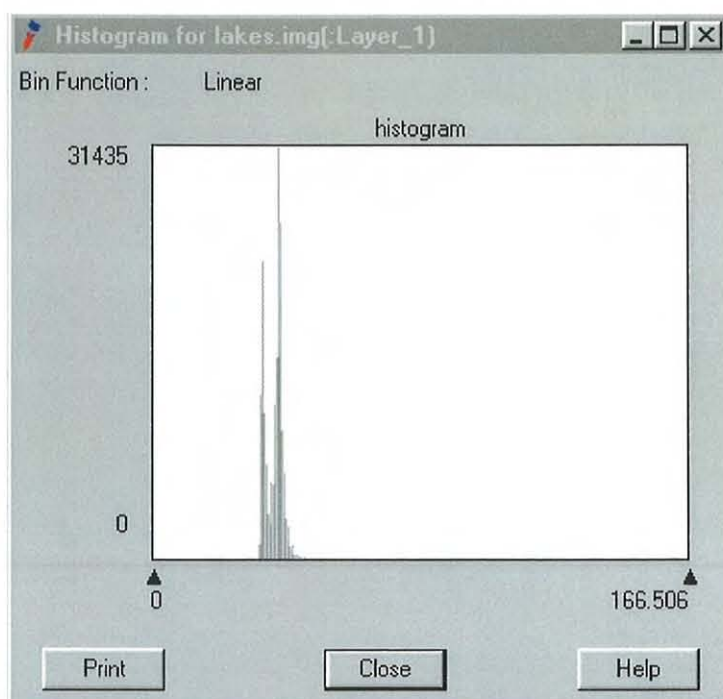 Histogram for lakes.img(:Layer_1)
Bin Function : Linear
histogram
31435
0
0 166.506
Print Close Help